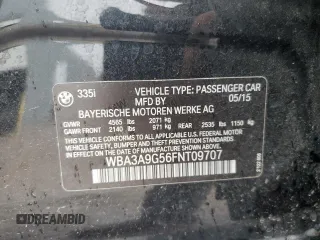 335i VEHICLE TYPE: PASSENGER CAR
05/15
BAYERISCHE MOTOREN WERKE AG
GVWR 4565 lbs 2071 kg
GAWR FRONT 2140 lbs 971 kg GAWR REAR 2535 lbs 1150 kg
THIS VEHICLE CONFORMS TO ALL APPLICABLE
FEDERAL MOTOR VEHICLE SAFETY, BUMPER,
AND THEFT PREVENTION STANDARDS IN EFFECT
ON THE DATE OF MANUFACTURE SHOWN ABOVE.
WBA3A9G56FNT09707
DREAMBID